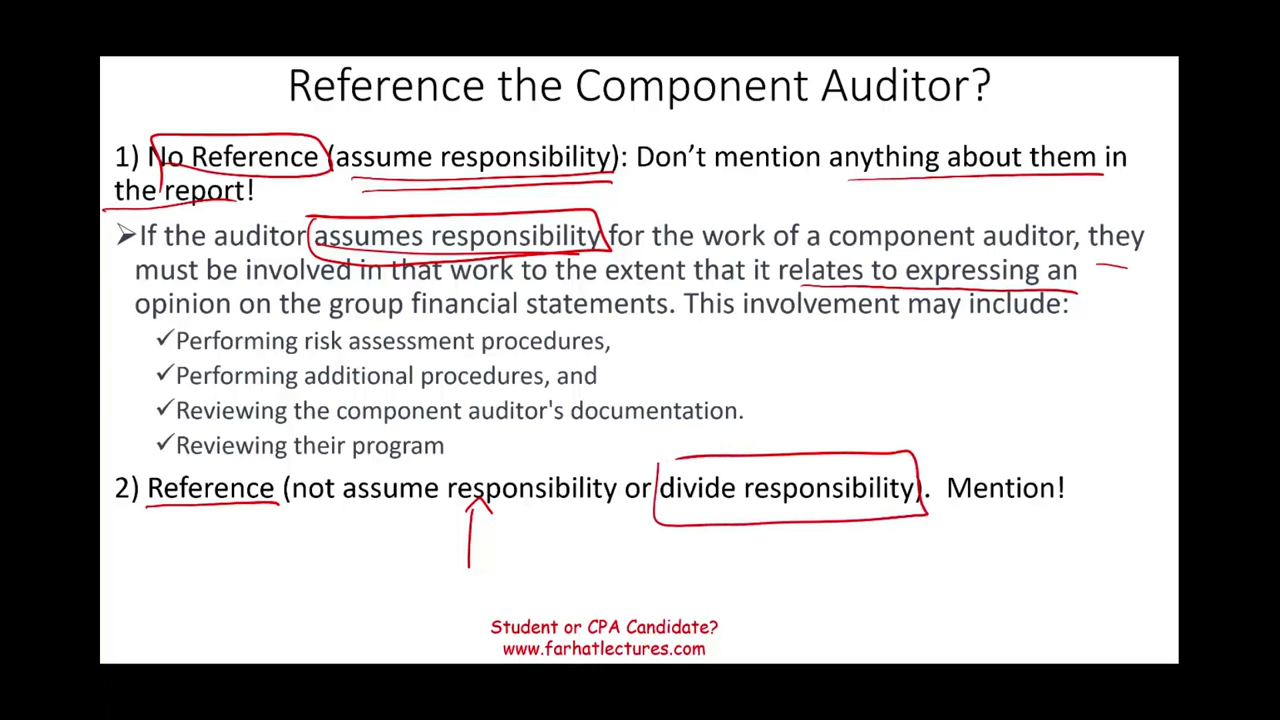 Reference the Component Auditor?
1) No Reference (assume responsibility): Don’t mention anything about them in
the report!
➢If the auditor assumes responsibility for the work of a component auditor, they
must be involved in that work to the extent that it relates to expressing an
opinion on the group financial statements. This involvement may include:
✓Performing risk assessment procedures,
✓Performing additional procedures, and
✓Reviewing the component auditor's documentation.
✓Reviewing their program
2) Reference (not assume responsibility or divide responsibility). Mention!
Student or CPA Candidate?
www.farhatlectures.com